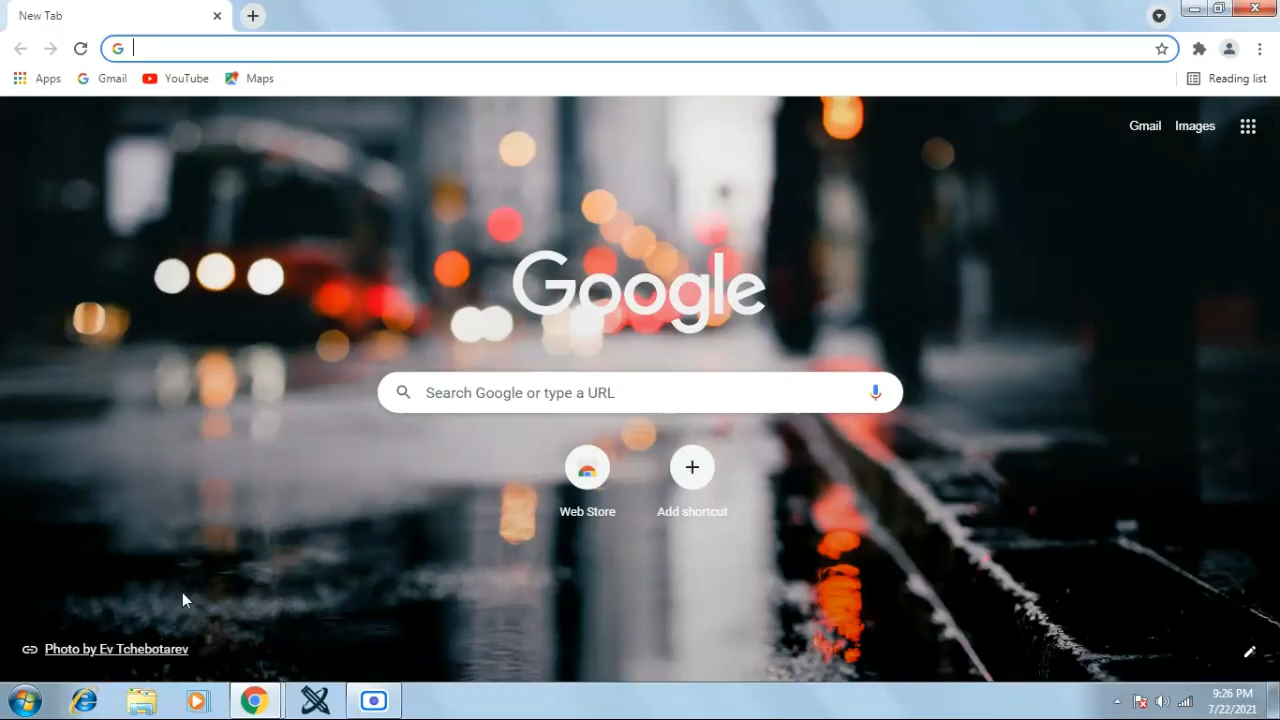 New Tab
Apps Gmail YouTube Maps Reading list
Gmail Images
Google
Search Google or type a URL
Web Store Add shortcut
Photo by Ev Tchebotarev
9:26 PM
7/22/2021